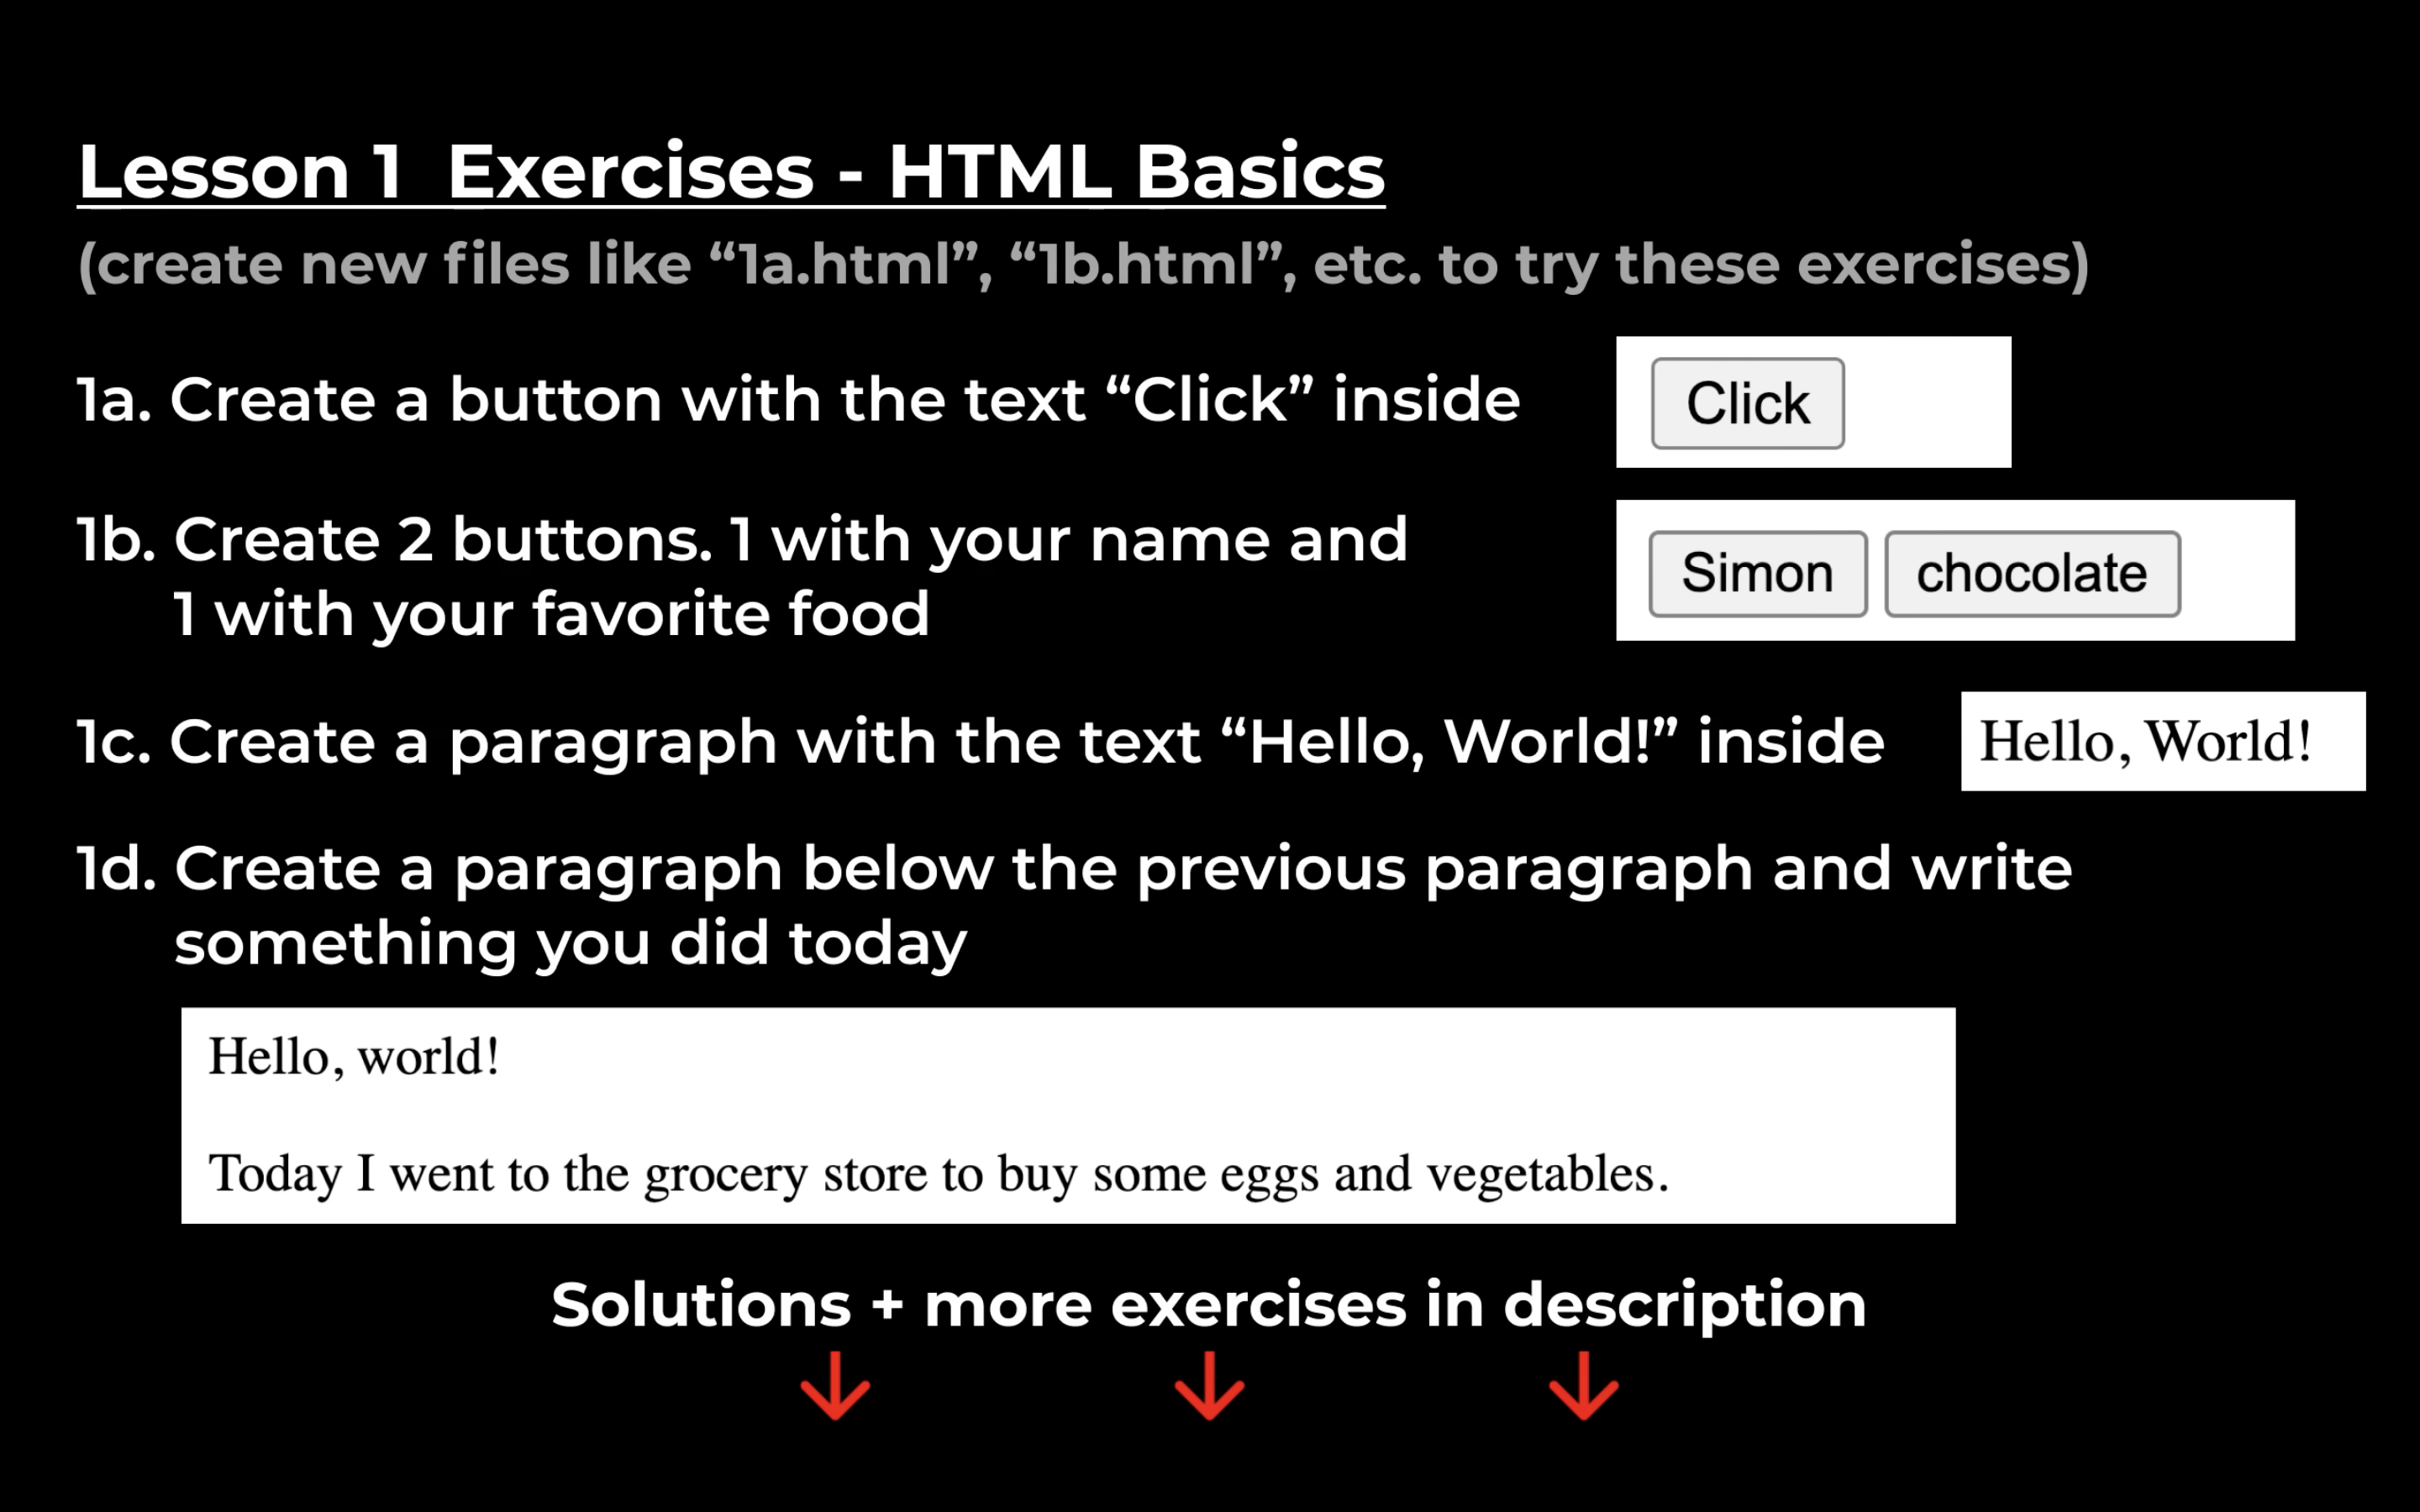 Lesson 1  Exercises - HTML Basics
(create new files like “1a.html”, “1b.html”, etc. to try these exercises)
1a. Create a button with the text “Click” inside
Click
1b. Create 2 buttons. 1 with your name and
1 with your favorite food
Simon chocolate
1c. Create a paragraph with the text “Hello, World!” inside
Hello, World!
1d. Create a paragraph below the previous paragraph and write
something you did today
Hello, world!
Today I went to the grocery store to buy some eggs and vegetables.
Solutions + more exercises in description